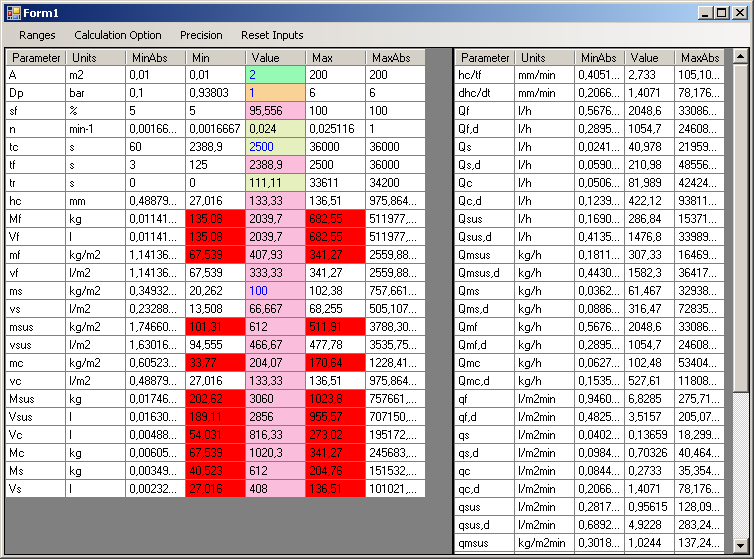 Form1
Ranges Calculation Option Precision Reset Inputs
Parameter Units MinAbs Min Value Max MaxAbs
A m2 0,01 0,01 2 200 200
Dp bar 0,1 0,93803 1 6 6
sf % 5 5 95,556 100 100
n min-1 0,00166... 0,0016667 0,024 0,025116 1
tc s 60 2388,9 2500 36000 36000
tf s 3 125 2388,9 2500 36000
tr s 0 0 111,11 33611 34200
hc mm 0,48879... 27,016 133,33 136,51 975,864...
Mf kg 0,01141... 135,08 2039,7 682,55 511977,...
Vf l 0,01141... 135,08 2039,7 682,55 511977,...
mf kg/m2 1,14136... 67,539 407,93 341,27 2559,88...
vf l/m2 1,14136... 67,539 333,33 341,27 2559,88...
ms kg/m2 0,34932... 20,262 100 102,38 757,661...
vs l/m2 0,23288... 13,508 66,667 68,255 505,107...
msus kg/m2 1,74660... 101,31 612 511,91 3788,30...
vsus l/m2 1,63016... 94,555 466,67 477,78 3535,75...
mc kg/m2 0,60523... 33,77 204,07 170,64 1228,41...
vc l/m2 0,48879... 27,016 133,33 136,51 975,864...
Msus kg 0,01746... 202,62 3060 1023,8 757661,...
Vsus l 0,01630... 189,11 2856 955,57 707150,...
Vc l 0,00488... 54,031 816,33 273,02 195172,...
Mc kg 0,00605... 67,539 1020,3 341,27 245683,...
Ms kg 0,00349... 40,523 612 204,76 151532,...
Vs l 0,00232... 27,016 408 136,51 101021,...
Parameter Units MinAbs Value MaxAbs
hc/tf mm/min 0,4051... 2,733 105,10...
dhc/dt mm/min 0,2066... 1,4071 78,176...
Qf l/h 0,5676... 2048,6 33086...
Qf,d l/h 0,2895... 1054,7 24608...
Qs l/h 0,0241... 40,978 21959...
Qs,d l/h 0,0590... 210,98 48556...
Qc l/h 0,0506... 81,989 42424...
Qc,d l/h 0,1239... 422,12 93811...
Qsus l/h 0,1690... 286,84 15371...
Qsus,d l/h 0,4135... 1476,8 33989...
Qmsus kg/h 0,1811... 307,33 16469...
Qmsus,d kg/h 0,4430... 1582,3 36417...
Qms kg/h 0,0362... 61,467 32938...
Qms,d kg/h 0,0886... 316,47 72835...
Qmf kg/h 0,5676... 2048,6 33086...
Qmf,d kg/h 0,2895... 1054,7 24608...
Qmc kg/h 0,0627... 102,48 53404...
Qmc,d kg/h 0,1535... 527,61 11808...
qf l/m2min 0,9460... 6,8285 275,71...
qf,d l/m2min 0,4825... 3,5157 205,07...
qs l/m2min 0,0402... 0,13659 18,299...
qs,d l/m2min 0,0984... 0,70326 40,464...
qc l/m2min 0,0844... 0,2733 35,354...
qc,d l/m2min 0,2066... 1,4071 78,176...
qsus l/m2min 0,2817... 0,95615 128,09...
qsus,d l/m2min 0,6892... 4,9228 283,24...
qmsus kg/m2min 0,3018... 1,0244 137,24...